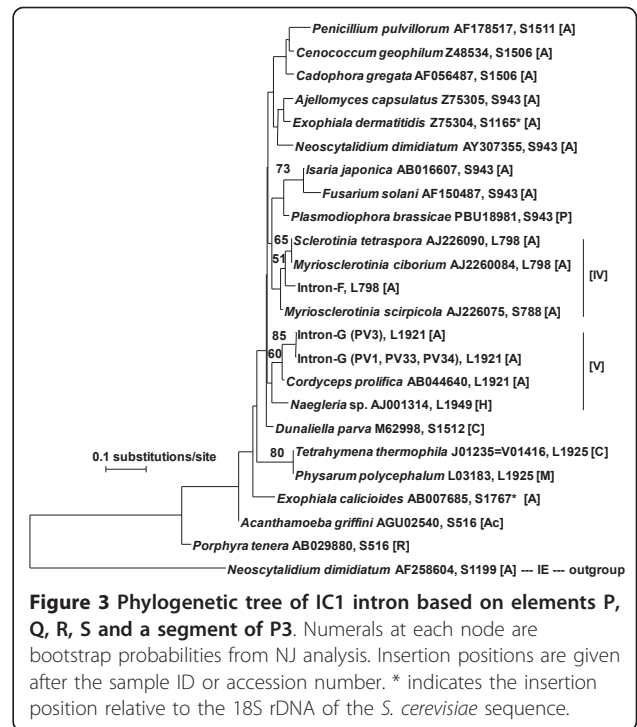 Penicillium pulvillorum AF178517, S1511 [A]
Cenococcum geophilum Z48534, S1506 [A]
Cadophora gregata AF056487, S1506 [A]
Ajellomyces capsulatus Z75305, S943 [A]
Exophiala dermatitidis Z75304, S1165* [A]
Neoscytalidium dimidiatum AY307355, S943 [A]
73
Isaria japonica AB016607, S943 [A]
Fusarium solani AF150487, S943 [A]
Plasmodiophora brassicae PBU18981, S943 [P]
65
Sclerotinia tetraspora AJ226090, L798 [A]
51
Myriosclerotinia ciborium AJ2260084, L798 [A]
[IV]
Intron-F, L798 [A]
Myriosclerotinia scirpicola AJ226075, S788 [A]
85
Intron-G (PV3), L1921 [A]
60
Intron-G (PV1, PV33, PV34), L1921 [A]
[V]
Cordyceps prolifica AB044640, L1921 [A]
Naegleria sp. AJ001314, L1949 [H]
Dunaliella parva M62998, S1512 [C]
80
Tetrahymena thermophila J01235=V01416, L1925 [C]
0.1 substitutions/site
Physarum polycephalum L03183, L1925 [M]
Exophiala calicioides AB007685, S1767* [A]
Acanthamoeba griffini AGU02540, S516 [Ac]
Porphyra tenera AB029880, S516 [R]
Neoscytalidium dimidiatum AF258604, S1199 [A] --- IE --- outgroup
Figure 3 Phylogenetic tree of IC1 intron based on elements P,
Q, R, S and a segment of P3. Numerals at each node are
bootstrap probabilities from NJ analysis. Insertion positions are given
after the sample ID or accession number. * indicates the insertion
position relative to the 18S rDNA of the S. cerevisiae sequence.